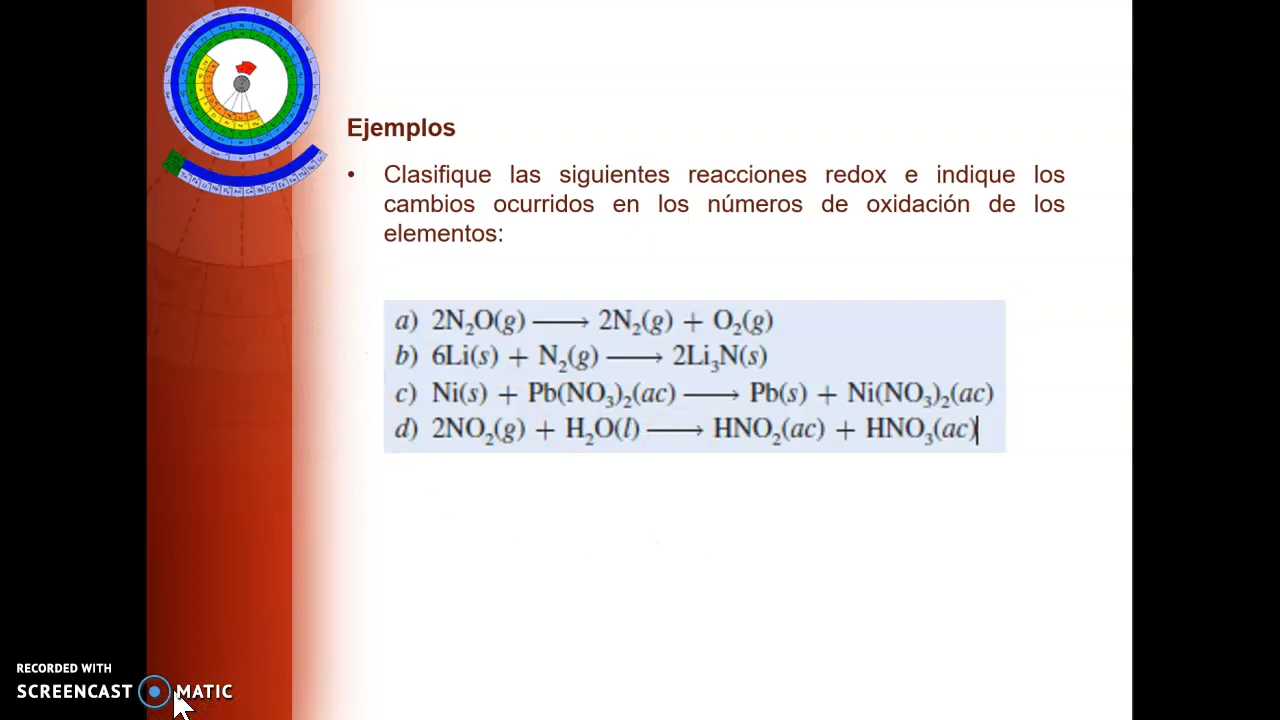 Ejemplos
• Clasifique las siguientes reacciones redox e indique los
cambios ocurridos en los números de oxidación de los
elementos:
a) 2N₂O(g) ⟶ 2N₂(g) + O₂(g)
b) 6Li(s) + N₂(g) ⟶ 2Li₃N(s)
c) Ni(s) + Pb(NO₃)₂(ac) ⟶ Pb(s) + Ni(NO₃)₂(ac)
d) 2NO₂(g) + H₂O(l) ⟶ HNO₂(ac) + HNO₃(ac)
RECORDED WITH
SCREENCAST MATIC